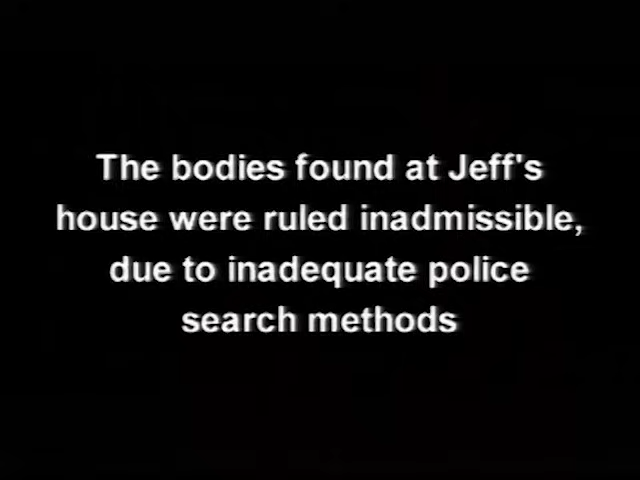 The bodies found at Jeff's
house were ruled inadmissible,
due to inadequate police
search methods